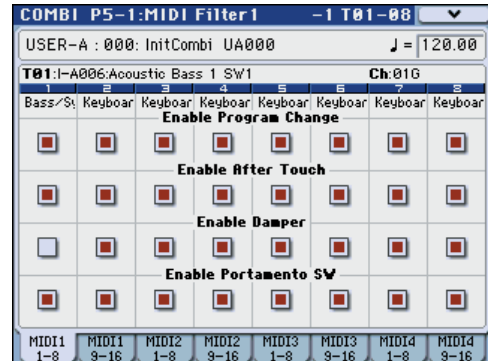 COMBI P5-1:MIDI Filter1 -1 T01-08
USER-A : 000: InitCombi UA000 ♩= 120.00
T01:I-A006:Acoustic Bass 1 SW1 Ch:01G
1 2 3 4 5 6 7 8
Bass/Sy Keyboar Keyboar Keyboar Keyboar Keyboar Keyboar Keyboar
Enable Program Change
Enable After Touch
Enable Damper
Enable Portamento SW
MIDI1 MIDI1 MIDI2 MIDI2 MIDI3 MIDI3 MIDI4 MIDI4
1-8 9-16 1-8 9-16 1-8 9-16 1-8 9-16